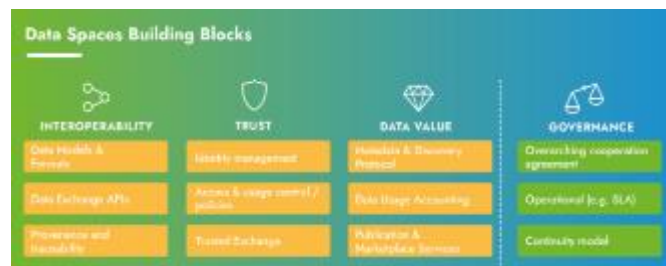 Data Spaces Building Blocks
INTEROPERABILITY
TRUST
DATA VALUE
GOVERNANCE
Data Models &
Formats
Identity management
Metadata & Discovery
Protocol
Overarching cooperation
agreement
Data Exchange APIs
Access & usage control /
policies
Data Usage Accounting
Operational (e.g. SLA)
Provenance and
traceability
Trusted Exchange
Publication &
Marketplace Services
Continuity model